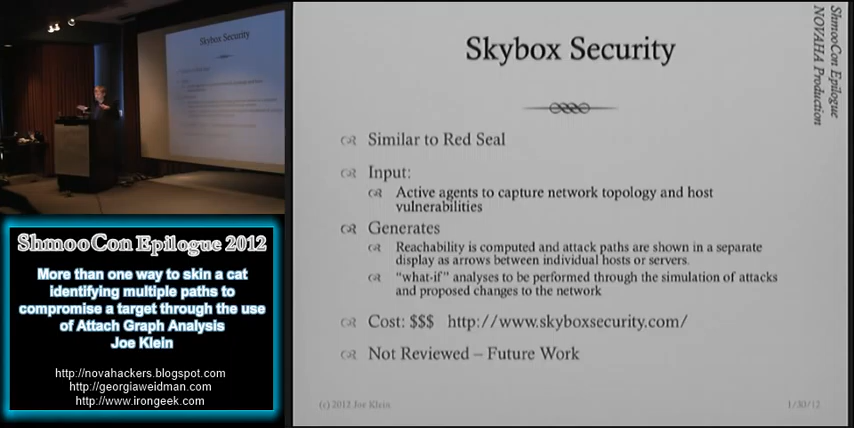 Skybox Security
ShmooCon Epilogue 2012
More than one way to skin a cat
identifying multiple paths to
compromise a target through the use
of Attach Graph Analysis
Joe Klein
http://novahackers.blogspot.com
http://georgiaweidman.com
http://www.irongeek.com
Skybox Security
Similar to Red Seal
Input:
Active agents to capture network topology and host
vulnerabilities
Generates
Reachability is computed and attack paths are shown in a separate
display as arrows between individual hosts or servers.
“what-if” analyses to be performed through the simulation of attacks
and proposed changes to the network
Cost: $$$ http://www.skyboxsecurity.com/
Not Reviewed – Future Work
(c) 2012 Joe Klein
1/30/12
ShmooCon Epilogue
NOVAHA Production